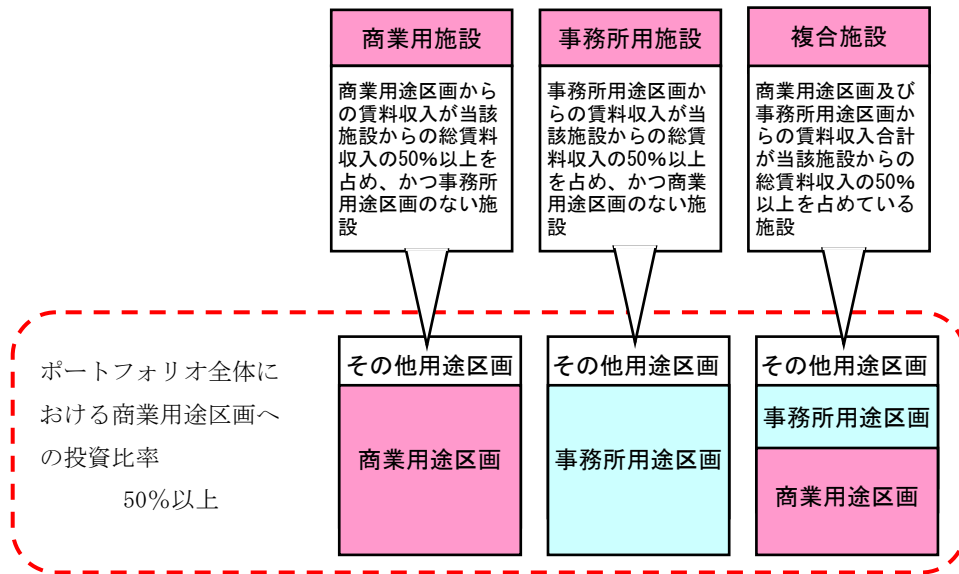 商業用施設
商業用途区画から
の賃料収入が当該
施設からの総賃料
収入の50%以上を
占め、かつ事務所
用途区画のない施
設
事務所用施設
事務所用途区画か
らの賃料収入が当
該施設からの総賃
料収入の50%以上
を占め、かつ商業
用途区画のない施
設
複合施設
商業用途区画及び
事務所用途区画か
らの賃料収入合計
が当該施設からの
総賃料収入の50%
以上を占めている
施設
ポートフォリオ全体に
おける商業用途区画へ
の投資比率
50%以上
その他用途区画
商業用途区画
その他用途区画
事務所用途区画
その他用途区画
事務所用途区画
商業用途区画